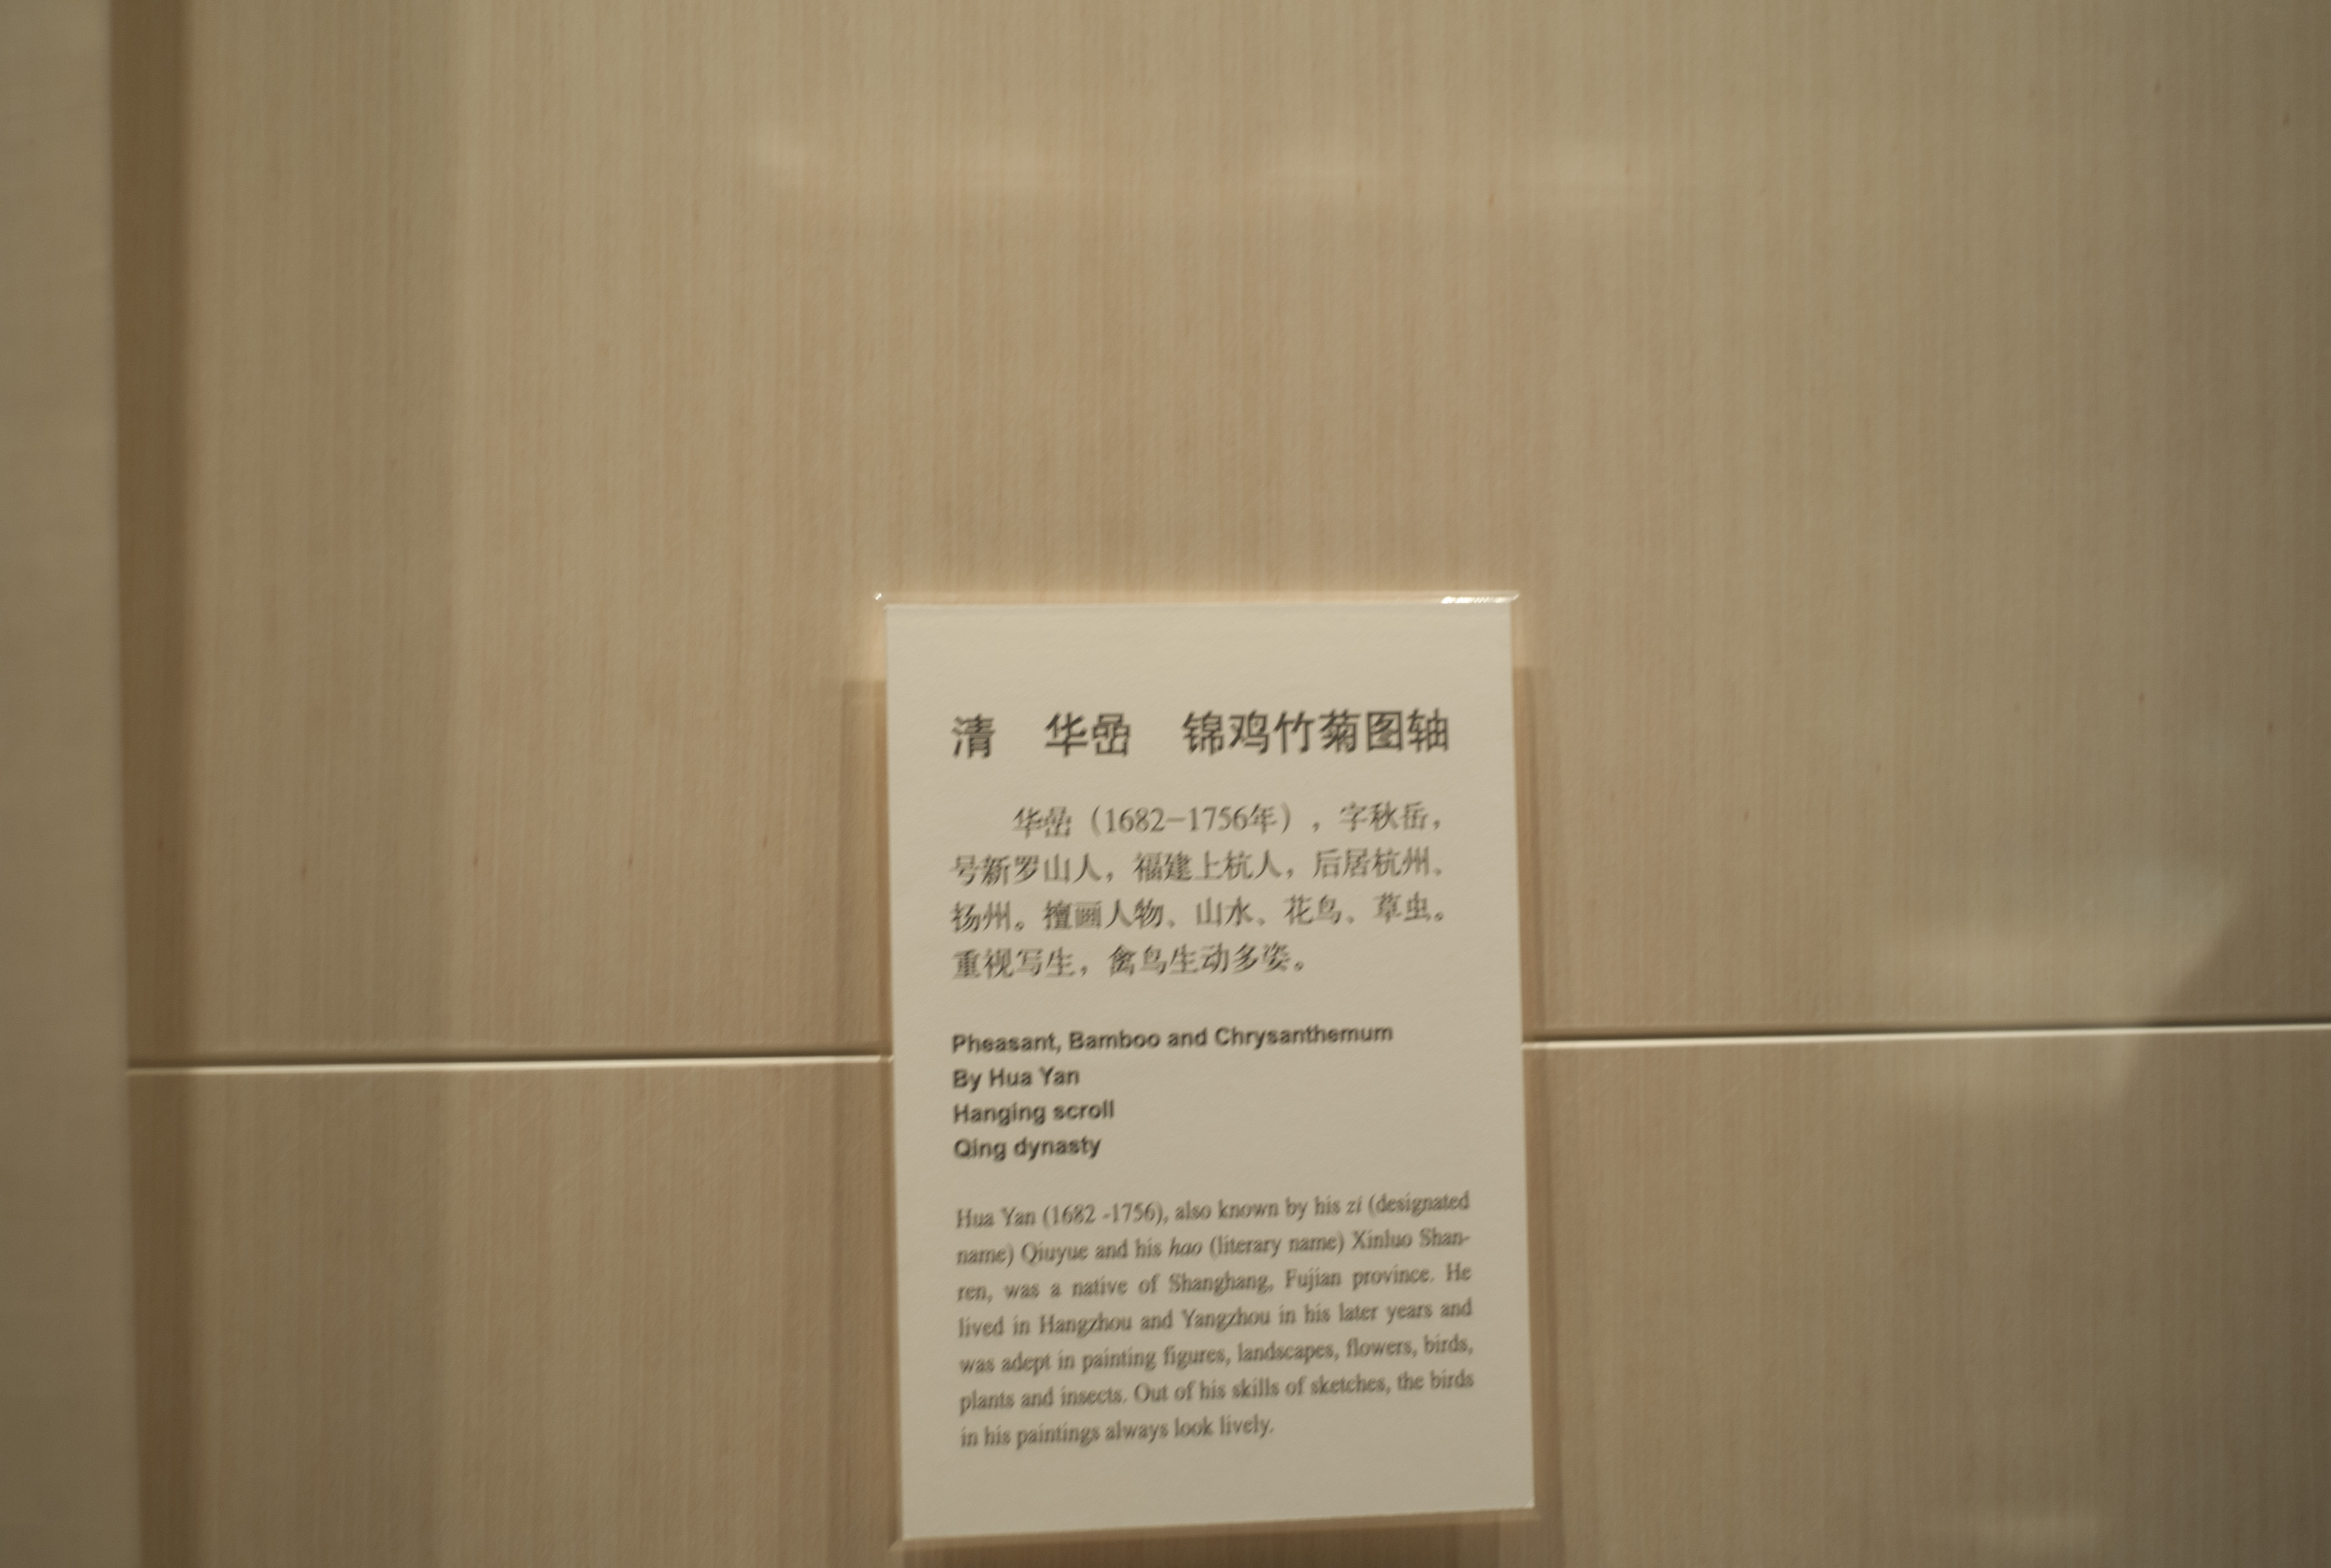 清　华喦　锦鸡竹菊图轴
华喦（1682-1756年），字秋岳，
号新罗山人，福建上杭人，后居杭州、
扬州。擅画人物、山水、花鸟、草虫。
重视写生，禽鸟生动多姿。
Pheasant, Bamboo and Chrysanthemum
By Hua Yan
Hanging scroll
Qing dynasty
Hua Yan (1682 -1756), also known by his zi (designated
name) Qiuyue and his hao (literary name) Xinluo Shan-
ren, was a native of Shanghang, Fujian province. He
lived in Hangzhou and Yangzhou in his later years and
was adept in painting figures, landscapes, flowers, birds,
plants and insects. Out of his skills of sketches, the birds
in his paintings always look lively.